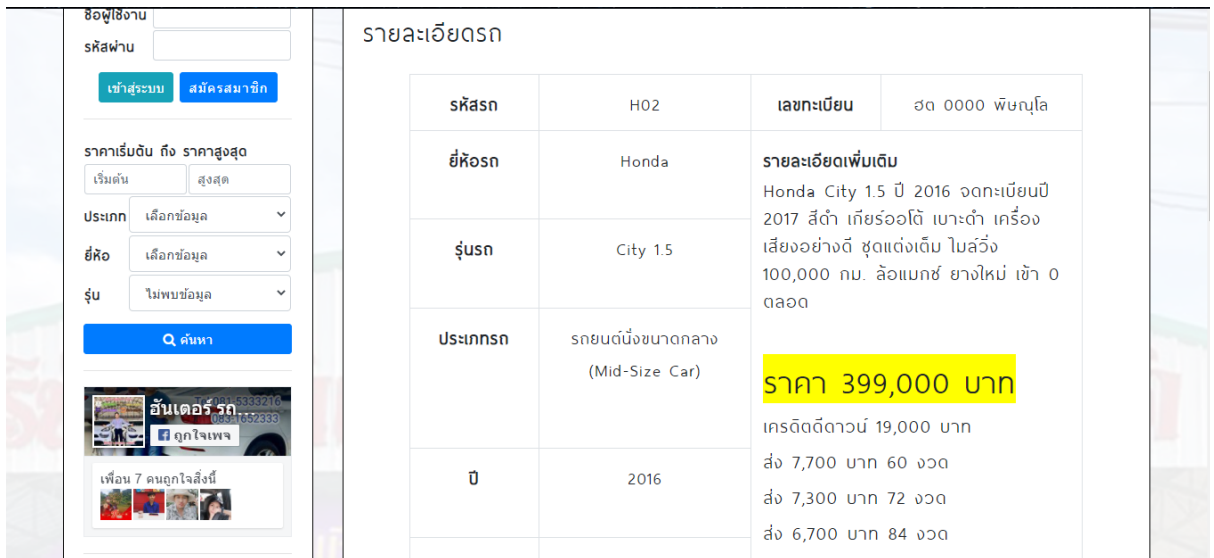 ชื่อผู้ใช้งาน
รหัสผ่าน
เข้าสู่ระบบ
สมัครสมาชิก
ราคาเริ่มต้น ถึง ราคาสูงสุด
เริ่มต้น
สูงสุด
ประเภท
เลือกข้อมูล
ยี่ห้อ
เลือกข้อมูล
รุ่น
ไม่พบข้อมูล
ค้นหา
Tel.081-5333216
ฮันเตอร์ รถ...
083-1652333
ถูกใจเพจ
เพื่อน 7 คนถูกใจสิ่งนี้
รายละเอียดรถ
รหัสรถ
H02
เลขทะเบียน
ฮต 0000 พิษณุโล
ยี่ห้อรถ
Honda
รุ่นรถ
City 1.5
ประเภทรถ
รถยนต์นั่งขนาดกลาง
(Mid-Size Car)
ปี
2016
รายละเอียดเพิ่มเติม
Honda City 1.5 ปี 2016 จดทะเบียนปี
2017 สีดำ เกียร์ออโต้ เบาะดำ เครื่อง
เสียงอย่างดี ชุดแต่งเต็ม ไมล์วิ่ง
100,000 กม. ล้อแมกซ์ ยางใหม่ เข้า 0
ตลอด
ราคา 399,000 บาท
เครดิตดีดาวน์ 19,000 บาท
ส่ง 7,700 บาท 60 งวด
ส่ง 7,300 บาท 72 งวด
ส่ง 6,700 บาท 84 งวด